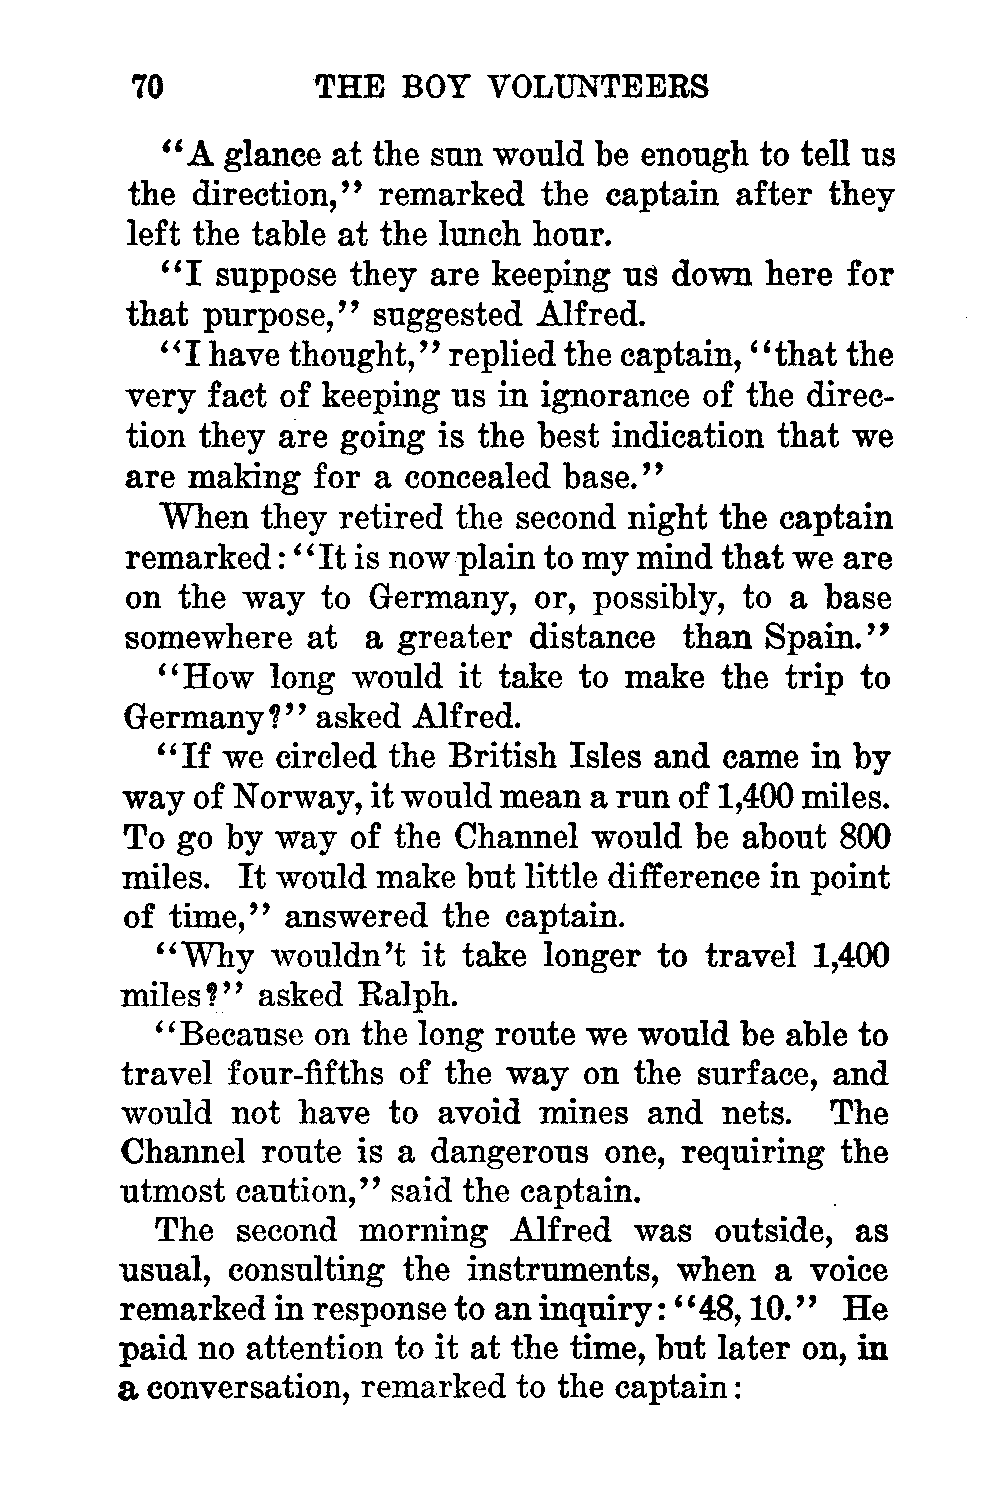 70 THE BOY VOLUNTEERS
"A glance at the sun would be enough to tell us
the direction," remarked the captain after they
left the table at the lunch hour.
"I suppose they are keeping us down here for
that purpose," suggested Alfred.
"I have thought," replied the captain, "that the
very fact of keeping us in ignorance of the direc-
tion they are going is the best indication that we
are making for a concealed base."
When they retired the second night the captain
remarked: "It is now plain to my mind that we are
on the way to Germany, or, possibly, to a base
somewhere at a greater distance than Spain."
"How long would it take to make the trip to
Germany?" asked Alfred.
"If we circled the British Isles and came in by
way of Norway, it would mean a run of 1,400 miles.
To go by way of the Channel would be about 800
miles. It would make but little difference in point
of time," answered the captain.
"Why wouldn't it take longer to travel 1,400
miles?" asked Ralph.
"Because on the long route we would be able to
travel four-fifths of the way on the surface, and
would not have to avoid mines and nets. The
Channel route is a dangerous one, requiring the
utmost caution," said the captain.
The second morning Alfred was outside, as
usual, consulting the instruments, when a voice
remarked in response to an inquiry: "48, 10." He
paid no attention to it at the time, but later on, in
a conversation, remarked to the captain: